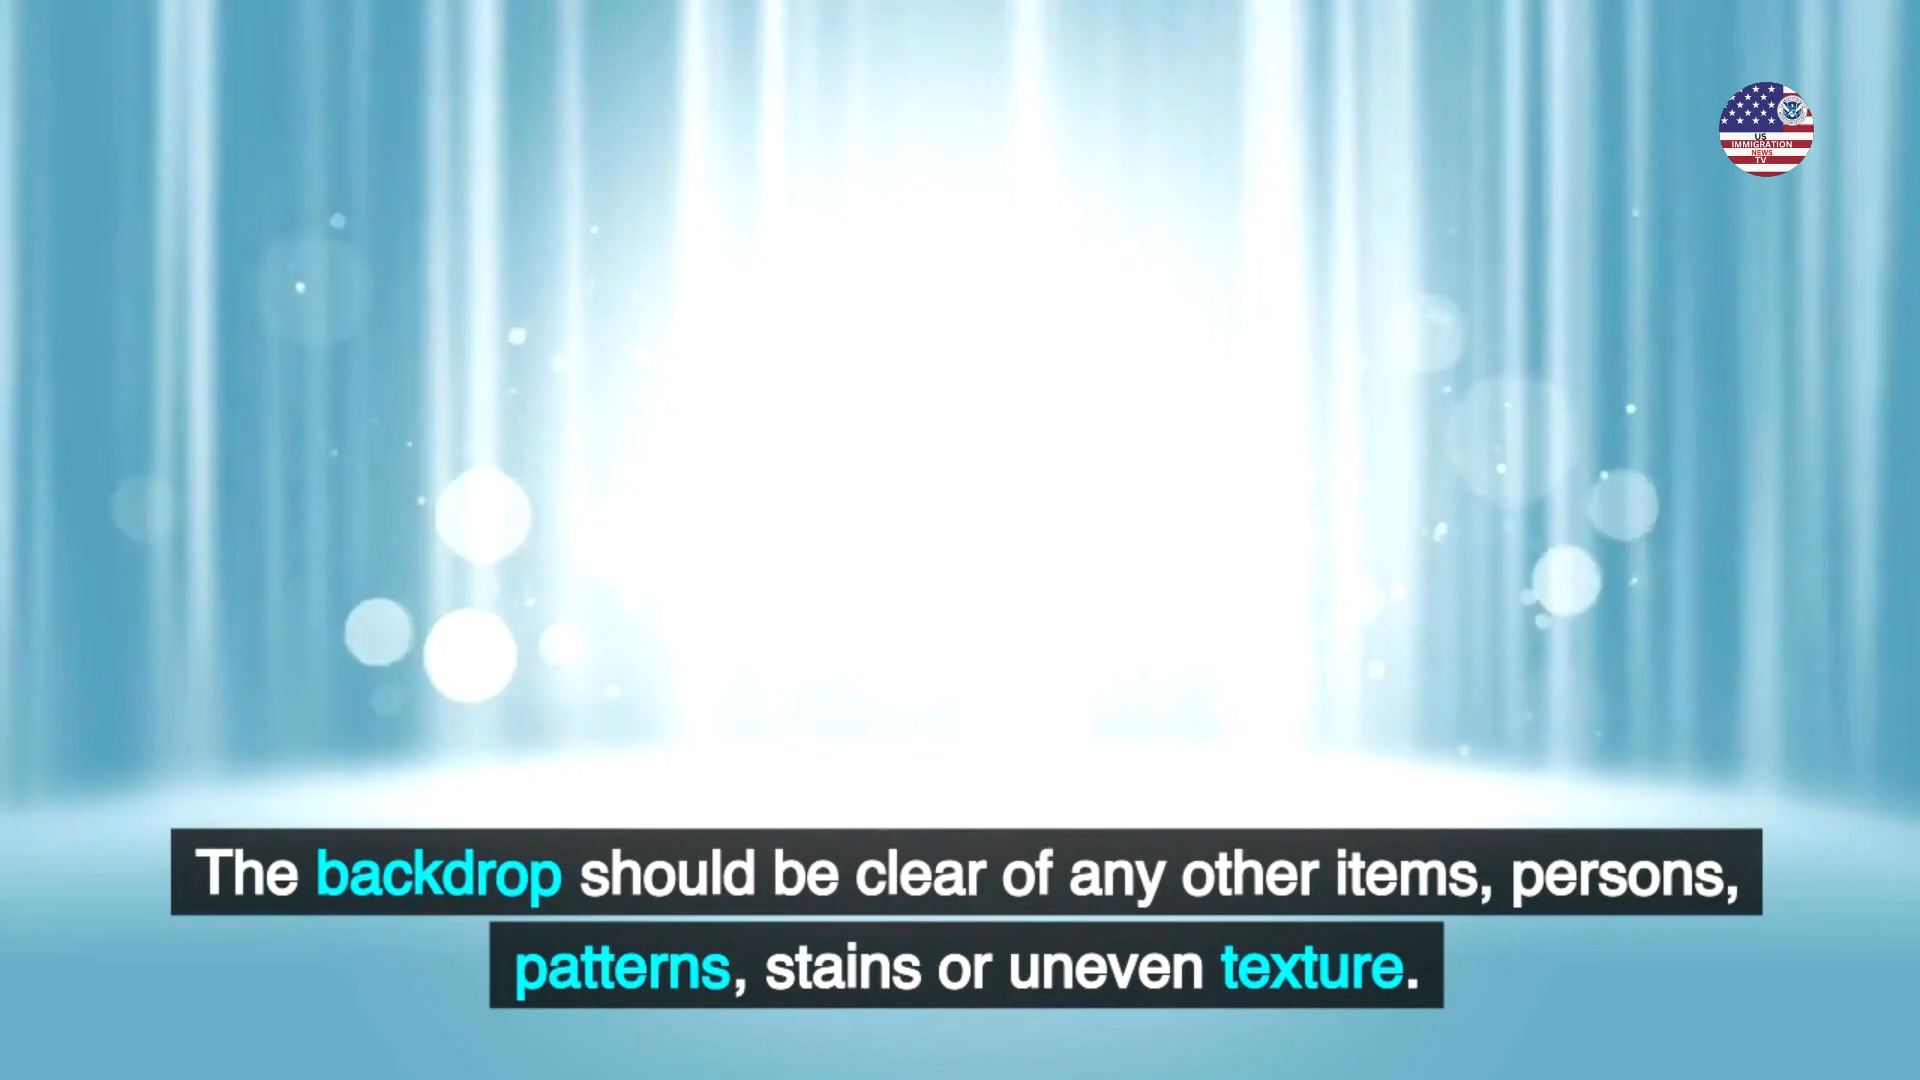 US
IMMIGRATION
NEWS
TV
The backdrop should be clear of any other items, persons,
patterns, stains or uneven texture.